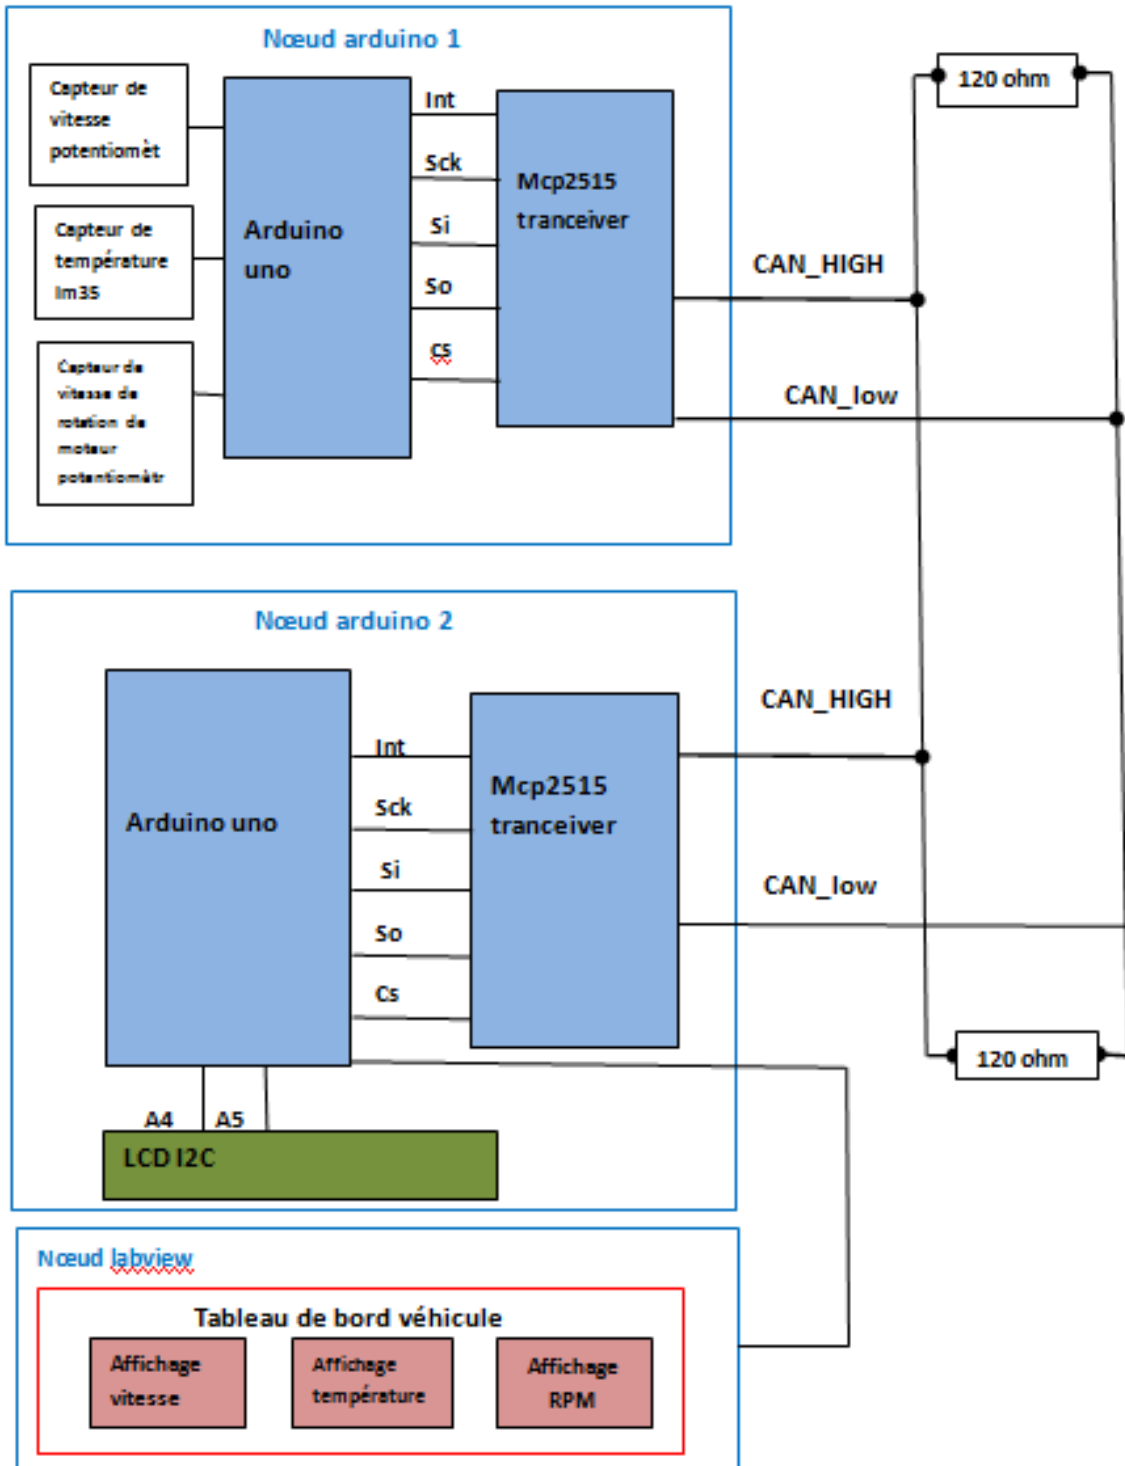 Nœud arduino 1
Capteur de
vitesse
potentiomèt
Capteur de
température
lm35
Capteur de
vitesse de
rotation de
moteur
potentiomètr
Arduino
uno
Int
Sck
Si
So
cs
Mcp2515
tranceiver
CAN_HIGH
CAN_low
120 ohm
Nœud arduino 2
Arduino uno
Int
Sck
Si
So
Cs
Mcp2515
tranceiver
CAN_HIGH
CAN_low
120 ohm
A4 A5
LCD I2C
Nœud labview
Tableau de bord véhicule
Affichage
vitesse
Affichage
température
Affichage
RPM